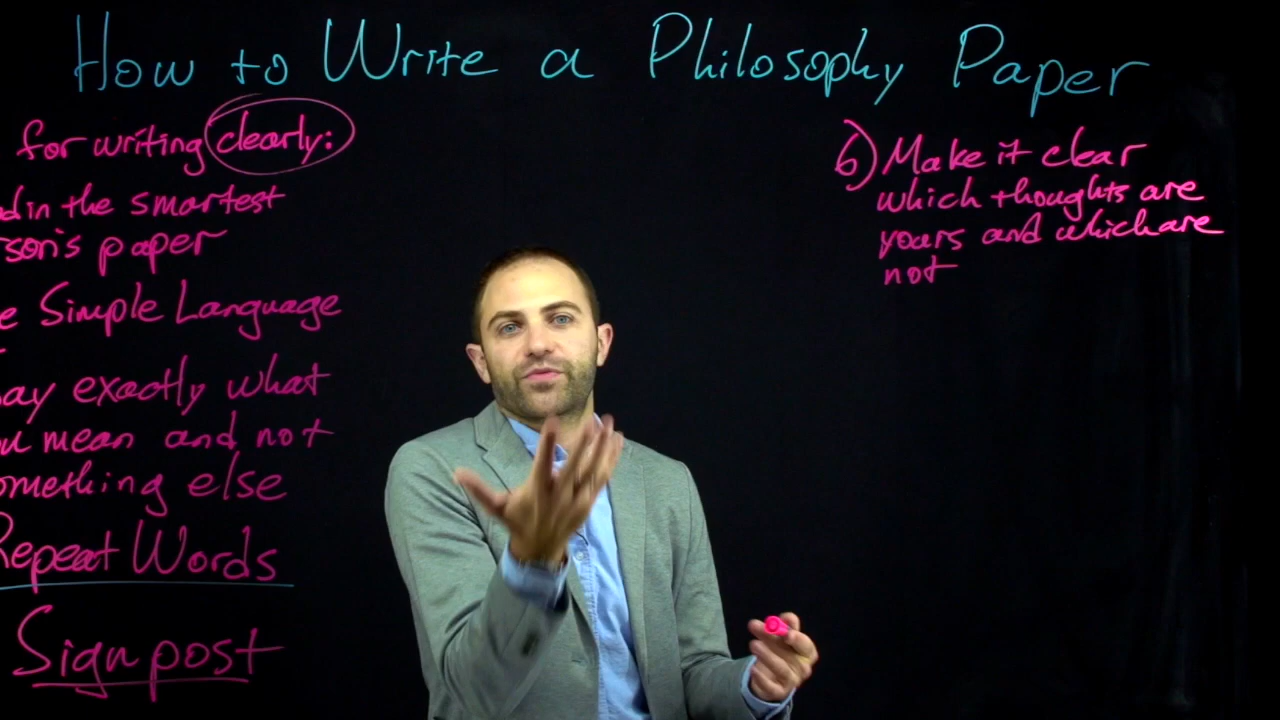 How to Write a Philosophy Paper
for writing clearly:
d in the smartest
son's paper
e Simple Language
ay exactly what
u mean and not
omething else
Repeat Words
Signpost
6) Make it clear
which thoughts are
yours and which are
not